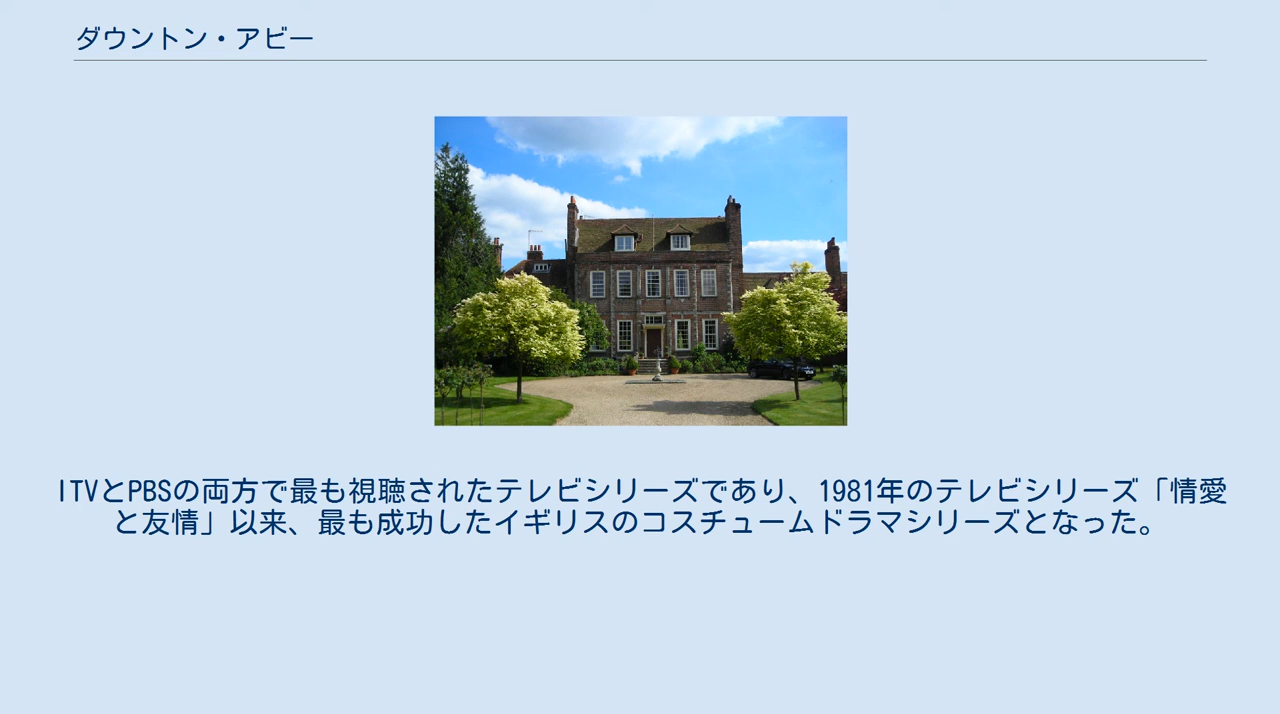 ダウントン・アビー
ITVとPBSの両方で最も視聴されたテレビシリーズであり、1981年のテレビシリーズ「情愛
と友情」以来、最も成功したイギリスのコスチュームドラマシリーズとなった。